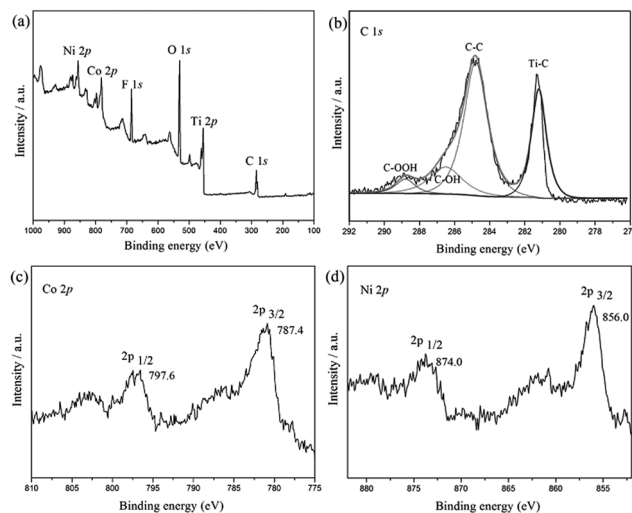 (a)
Ni 2p
Co 2p
F 1s
O 1s
Ti 2p
C 1s
Intensity / a.u.
1000 900 800 700 600 500 400 300 200 100
Binding energy (eV)
(b)
C 1s
C-C
Ti-C
C-OOH
C-OH
Intensity / a.u.
292 290 288 286 284 282 280 278 27
Binding energy (eV)
(c)
Co 2p
2p 3/2
787.4
2p 1/2
797.6
Intensity / a.u.
810 805 800 795 790 785 780 775
Binding energy (eV)
(d)
Ni 2p
2p 3/2
856.0
2p 1/2
874.0
Intensity / a.u.
880 875 870 865 860 855
Binding energy (eV)